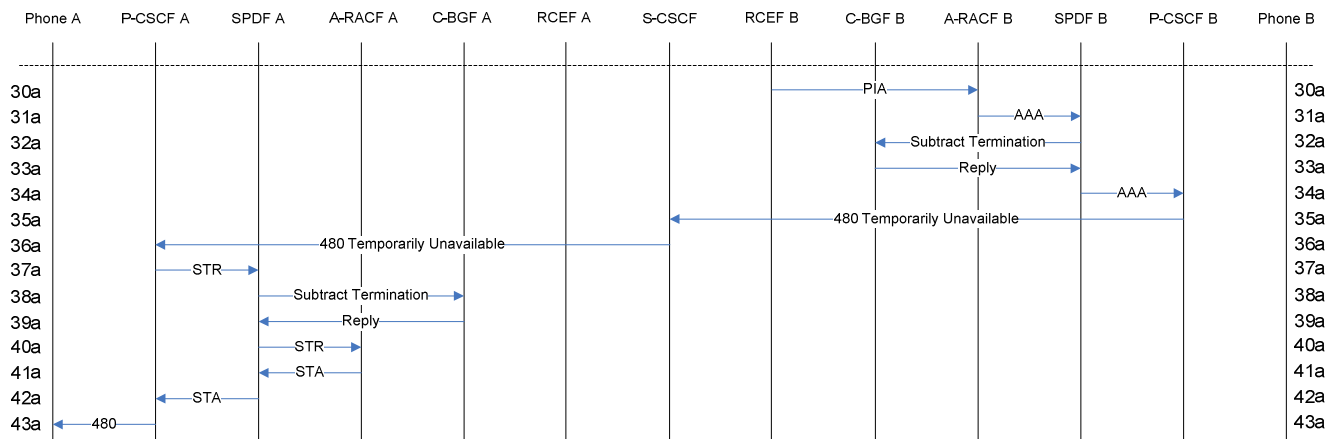 Phone A P-CSCF A SPDF A A-RACF A C-BGF A RCEF A S-CSCF RCEF B C-BGF B A-RACF B SPDF B P-CSCF B Phone B
30a PIA 30a
31a AAA 31a
32a Subtract Termination 32a
33a Reply 33a
34a AAA 34a
35a 480 Temporarily Unavailable 35a
36a 480 Temporarily Unavailable 36a
37a STR 37a
38a Subtract Termination 38a
39a Reply 39a
40a STR 40a
41a STA 41a
42a STA 42a
43a 480 43a